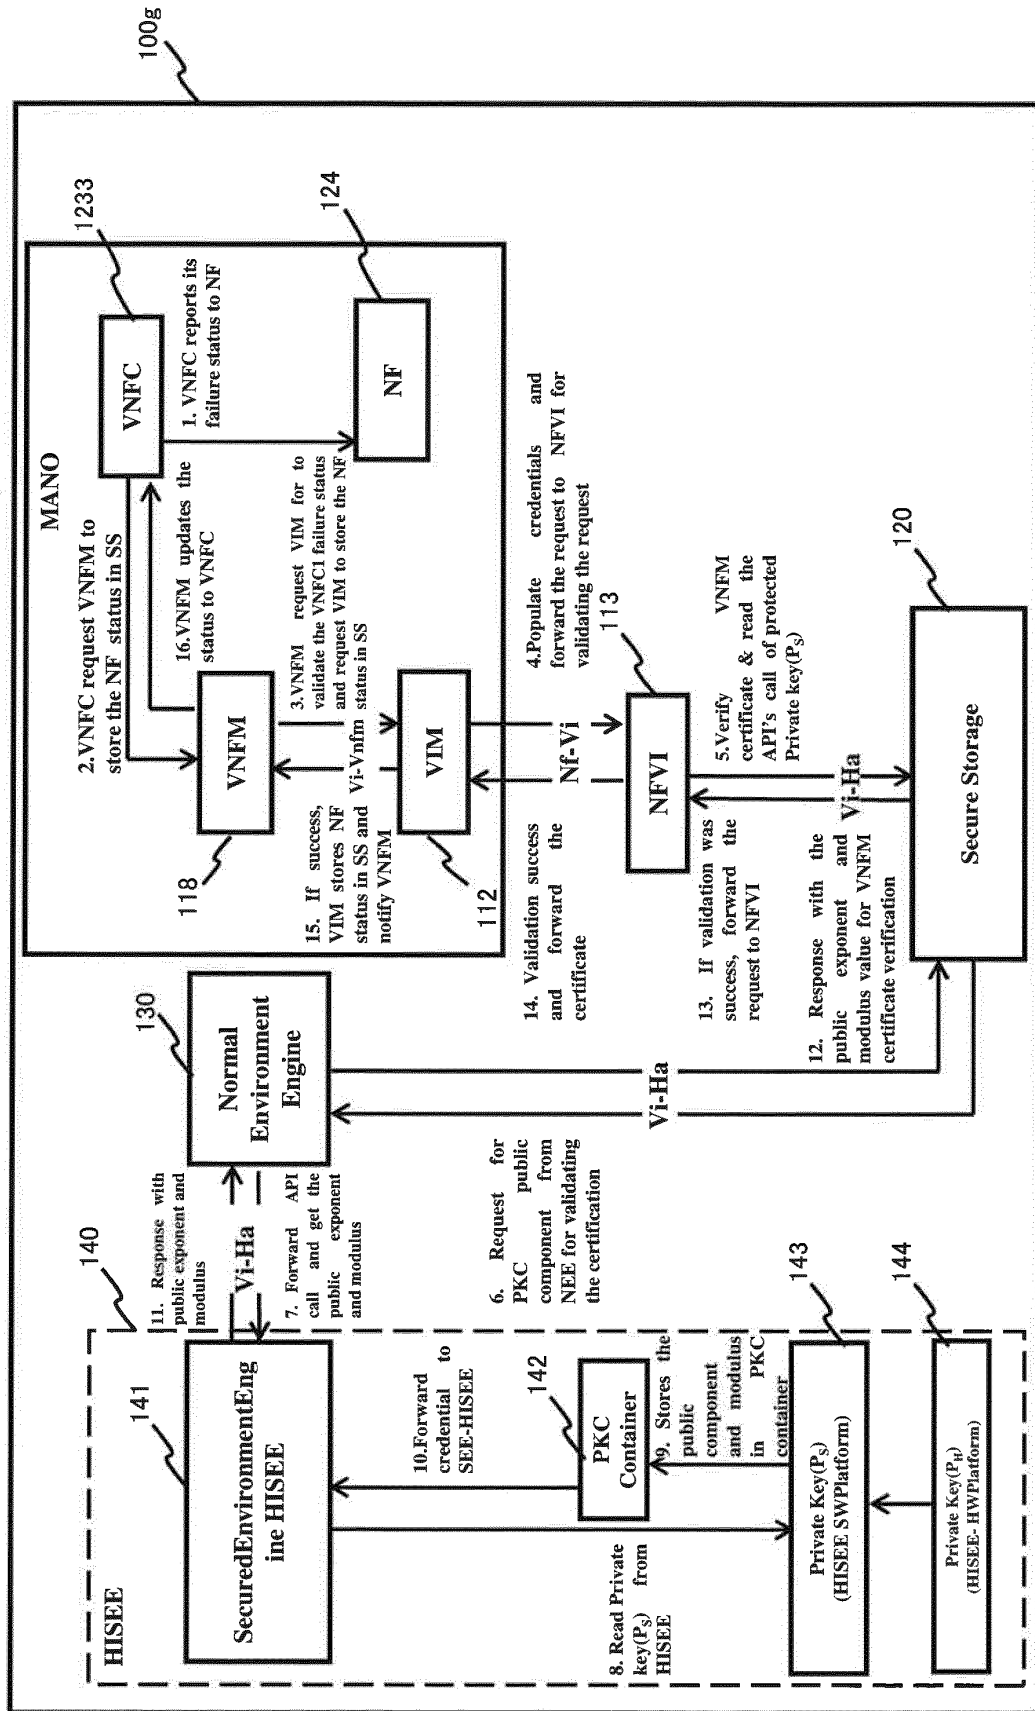 100g
MANO
1233
VNFC
124
NF
1. VNFC reports its
failure status to NF
2.VNFC request VNFM to
store the NF status in SS
16.VNFM updates the
status to VNFC
3.VNFM request VIM for to
validate the VNFC1 failure status
and request VIM to store the NF
status in SS
VNFM
118
Vi-Vnfm
VIM
112
15. If success,
VIM stores NF
status in SS and
notify VNFM
4.Populate credentials and
forward the request to NFVI for
validating the request
Nf-Vi
14. Validation success
and forward the
certificate
113
NFVI
5.Verify VNFM
certificate & read the
API's call of protected
Private key(PS)
Vi-Ha
13. If validation was
success, forward the
request to NFVI
12. Response with the
public exponent and
modulus value for VNFM
certificate verification
120
Secure Storage
130
Normal
Environment
Engine
Vi-Ha
6. Request for
PKC public
component from
NEE for validating
the certification
11. Response with
public exponent and
modulus
Vi-Ha
7. Forward API
call and get the
public exponent
and modulus
140
HISEE
141
SecuredEnvironmentEng
ine HISEE
10.Forward
credential to
SEE-HISEE
142
PKC
Container
9. Stores the
public
component
and modulus
in PKC
container
8. Read Private
key(PS) from
HISEE
143
Private Key(PS)
(HISEE SWPlatform)
144
Private Key(PH)
(HISEE- HWPlatform)